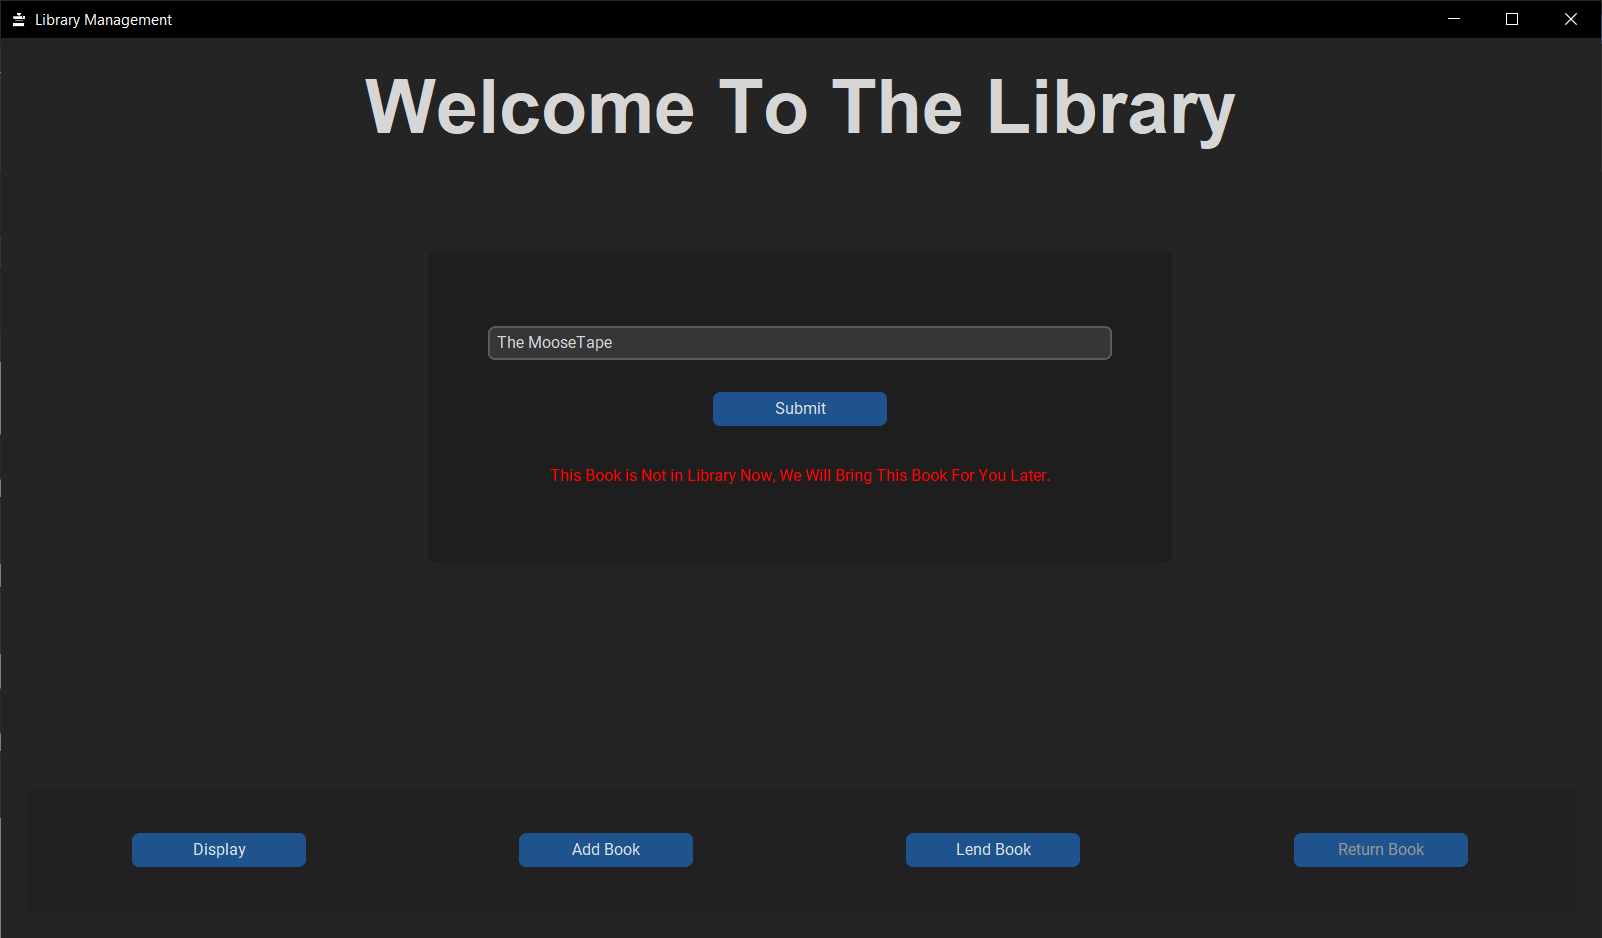 Library Management
Welcome To The Library
The MooseTape
Submit
This Book is Not in Library Now, We Will Bring This Book For You Later.
Display
Add Book
Lend Book
Return Book